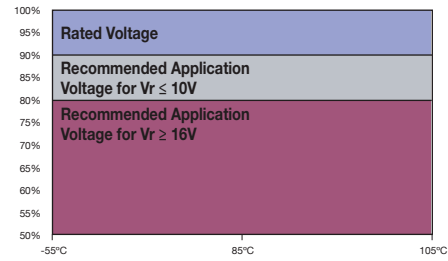 100%
95%
90%
85%
80%
75%
70%
65%
60%
55%
50%
Rated Voltage
Recommended Application
Voltage for Vr ≤ 10V
Recommended Application
Voltage for Vr ≥ 16V
-55ºC
85ºC
105ºC